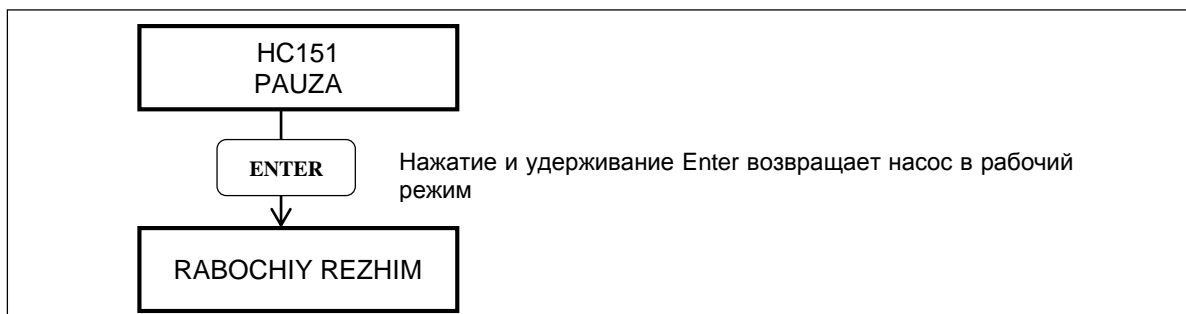 HC151
PAUZA
ENTER
Нажатие и удерживание Enter возвращает насос в рабочий
режим
RABOCHIY REZHIM